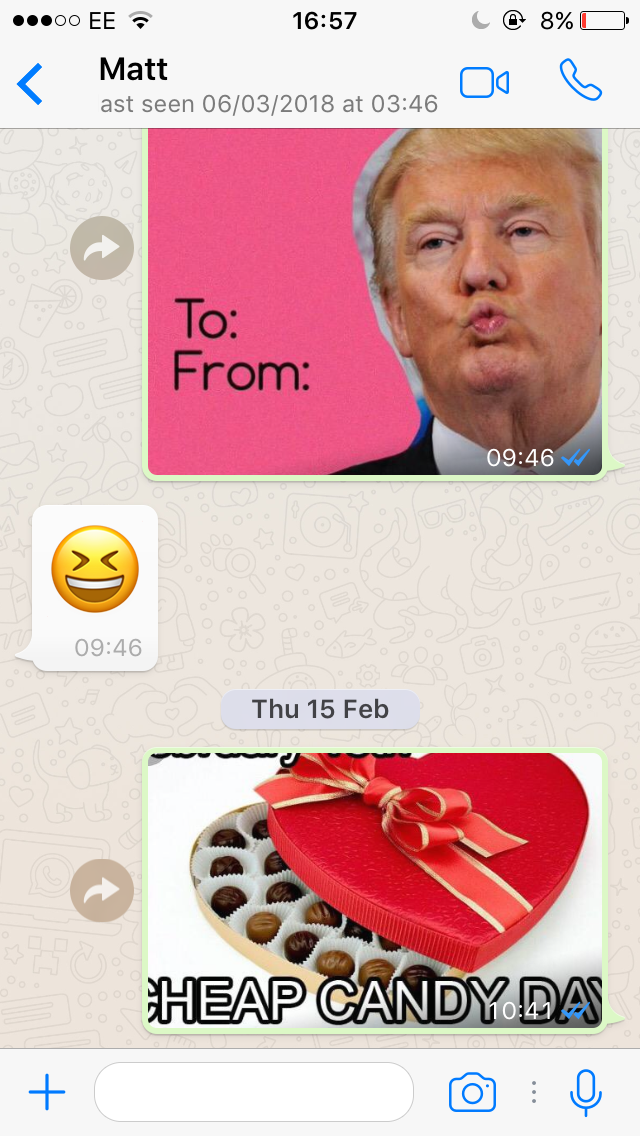 EE 16:57 8%
Matt
ast seen 06/03/2018 at 03:46
To:
From:
09:46
09:46
Thu 15 Feb
CHEAP CANDY DAY
10:41